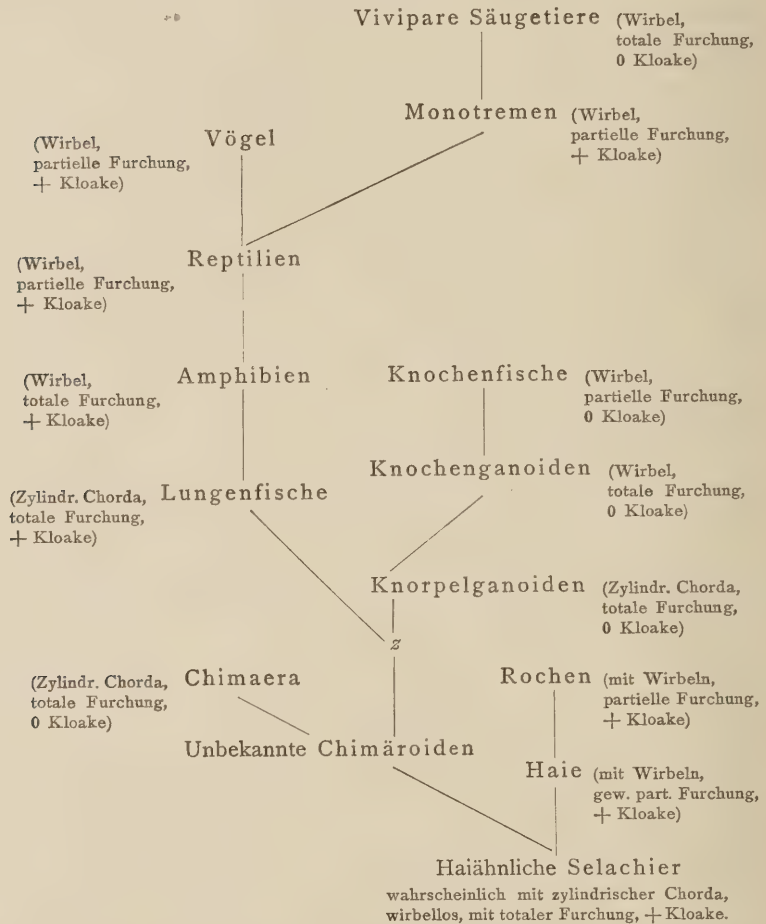 Vivipare Säugetiere (Wirbel,
totale Furchung,
0 Kloake)
Monotremen (Wirbel,
partielle Furchung,
+ Kloake)
(Wirbel, Vögel
partielle Furchung,
+ Kloake)
(Wirbel, Reptilien
partielle Furchung,
+ Kloake)
(Wirbel, Amphibien
totale Furchung,
+ Kloake)
Knochenfische (Wirbel,
partielle Furchung,
0 Kloake)
Knochenganoiden (Wirbel,
totale Furchung,
0 Kloake)
(Zylindr. Chorda, Lungenfische
totale Furchung,
+ Kloake)
Knorpelganoiden (Zylindr. Chorda,
totale Furchung,
0 Kloake)
z
(Zylindr. Chorda, Chimaera
totale Furchung,
0 Kloake)
Rochen (mit Wirbeln,
partielle Furchung,
+ Kloake)
Unbekannte Chimäroiden
Haie (mit Wirbeln,
gew. part. Furchung,
+ Kloake)
Haiähnliche Selachier
wahrscheinlich mit zylindrischer Chorda,
wirbellos, mit totaler Furchung, + Kloake.